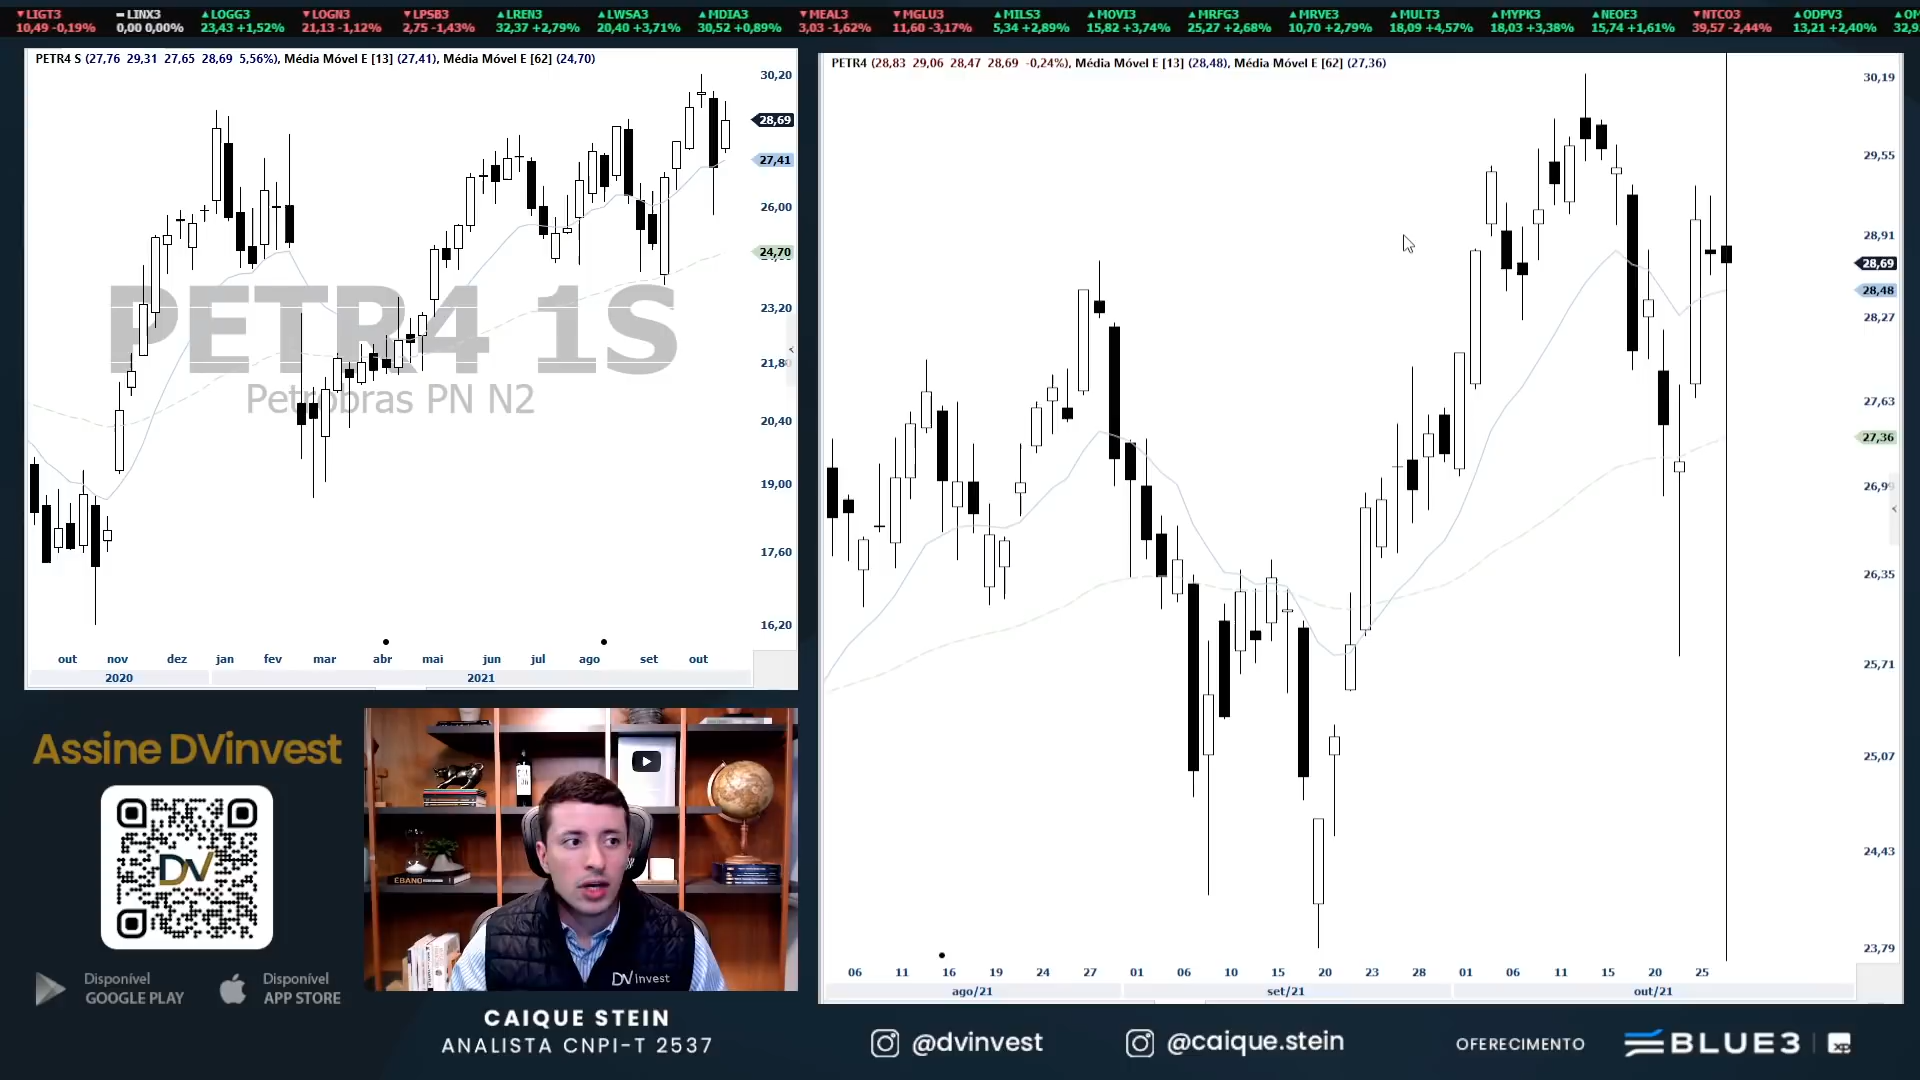 ▼LIGT3 ▬LINX3 ▲LOGG3 ▼LOGN3 ▼LPSB3 ▲LREN3 ▲LWSA3 ▲MDIA3 ▼MEAL3 ▼MGLU3 ▲MILS3 ▲MOVI3 ▲MRFG3 ▲MRVE3 ▲MULT3 ▲MYPK3 ▲NEOE3 ▼NTCO3 ▲ODPV3
10,49 -0,19% 0,00 0,00% 23,43 +1,52% 21,13 -1,12% 2,75 -1,43% 32,37 +2,79% 20,40 +3,71% 30,52 +0,89% 3,03 -1,62% 11,60 -3,17% 5,34 +2,89% 15,82 +3,74% 25,27 +2,68% 10,70 +2,79% 18,09 +4,57% 18,03 +3,38% 15,74 +1,61% 39,57 -2,44% 13,21 +2,40%
PETR4 S (27,76 29,31 27,65 28,69 5,56%), Média Móvel E [13] (27,41), Média Móvel E [62] (24,70)
30,20
28,69
27,41
26,00
24,70
23,20
21,80
20,40
19,00
17,60
16,20
PETR4 1S
Petrobras PN N2
out nov dez jan fev mar abr mai jun jul ago set out
2020 2021
PETR4 (28,83 29,06 28,47 28,69 -0,24%), Média Móvel E [13] (28,48), Média Móvel E [62] (27,36)
30,19
29,55
28,91
28,69
28,48
28,27
27,63
27,36
26,99
26,35
25,71
25,07
24,43
23,79
06 11 16 19 24 27 01 06 10 15 20 23 28 01 06 11 15 20 25
ago/21 set/21 out/21
Assine DVinvest
DV
Disponível
GOOGLE PLAY
Disponível
APP STORE
ÉBANO
DV Invest
CAIQUE STEIN
ANALISTA CNPI-T 2537
@dvinvest
@caique.stein
OFERECIMENTO
BLUE3
xp